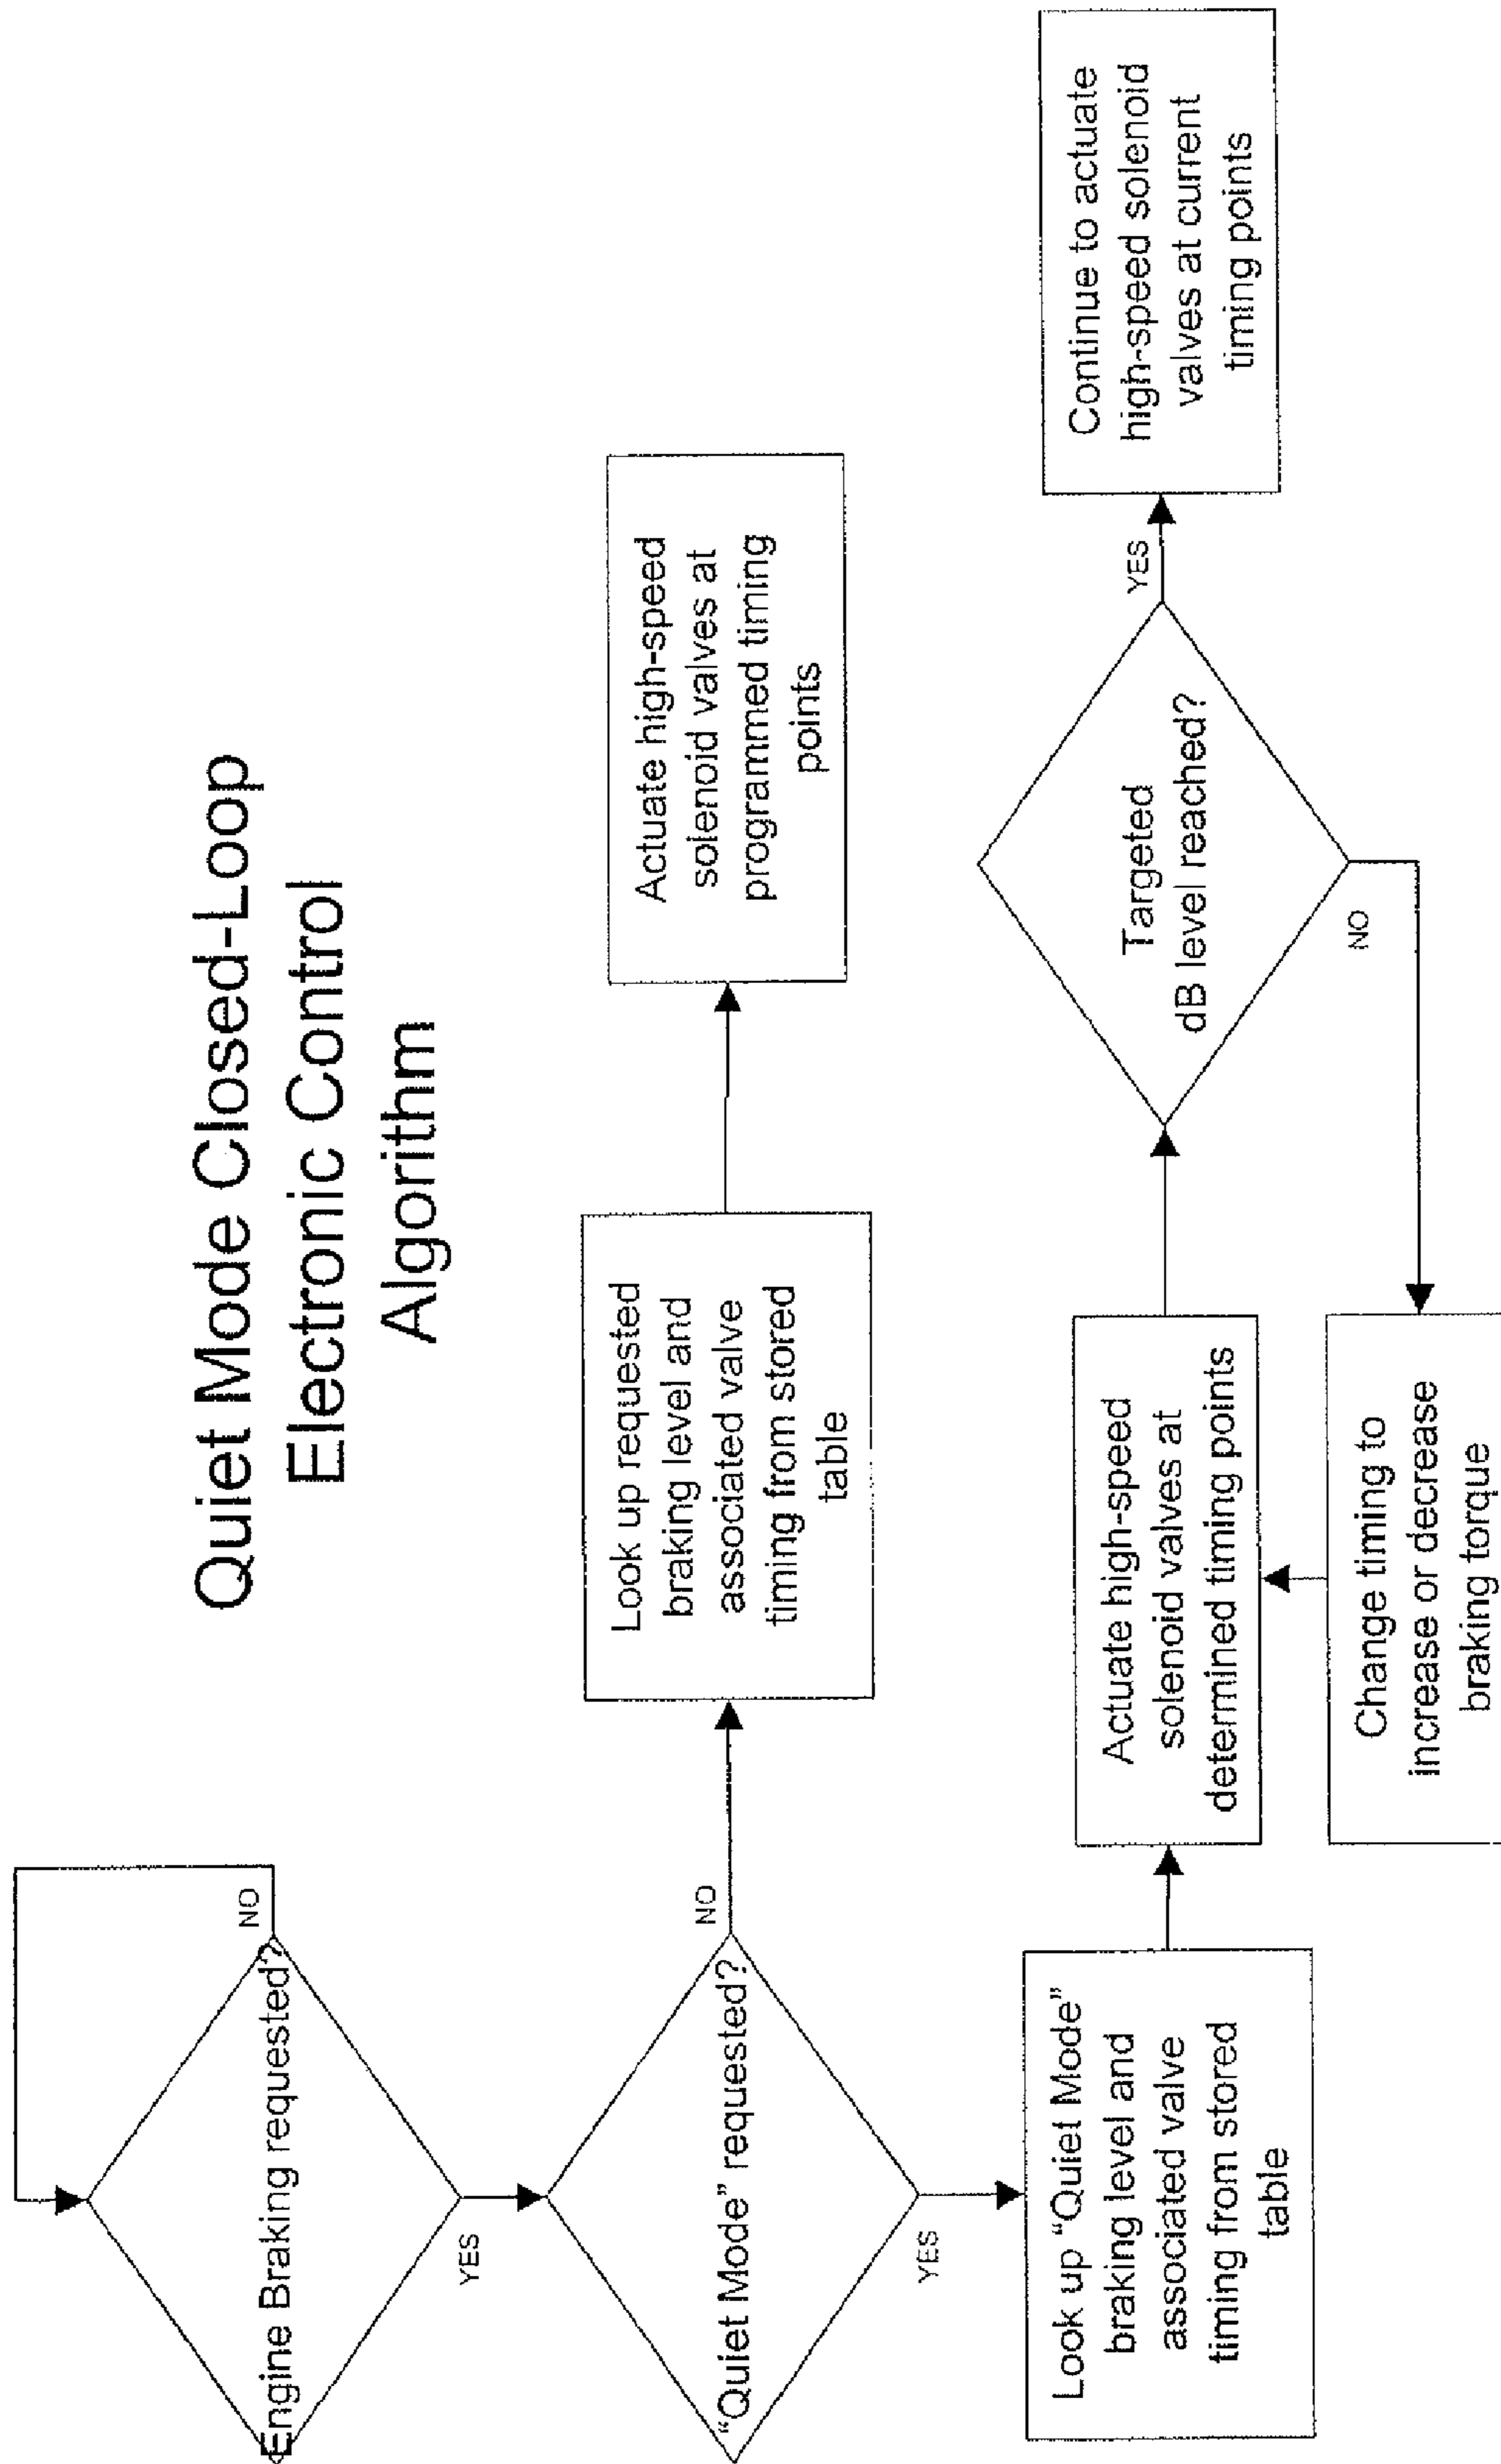 Quiet Mode Closed-Loop
Electronic Control
Algorithm
Engine Braking requested?
NO
YES
"Quiet Mode" requested?
NO
YES
Look up requested
braking level and
associated valve
timing from stored
table
Actuate high-speed
solenoid valves at
programmed timing
points
Look up "Quiet Mode"
braking level and
associated valve
timing from stored
table
Actuate high-speed
solenoid valves at
determined timing points
Targeted
dB level reached?
YES
NO
Continue to actuate
high-speed solenoid
valves at current
timing points
Change timing to
increase or decrease
braking torque